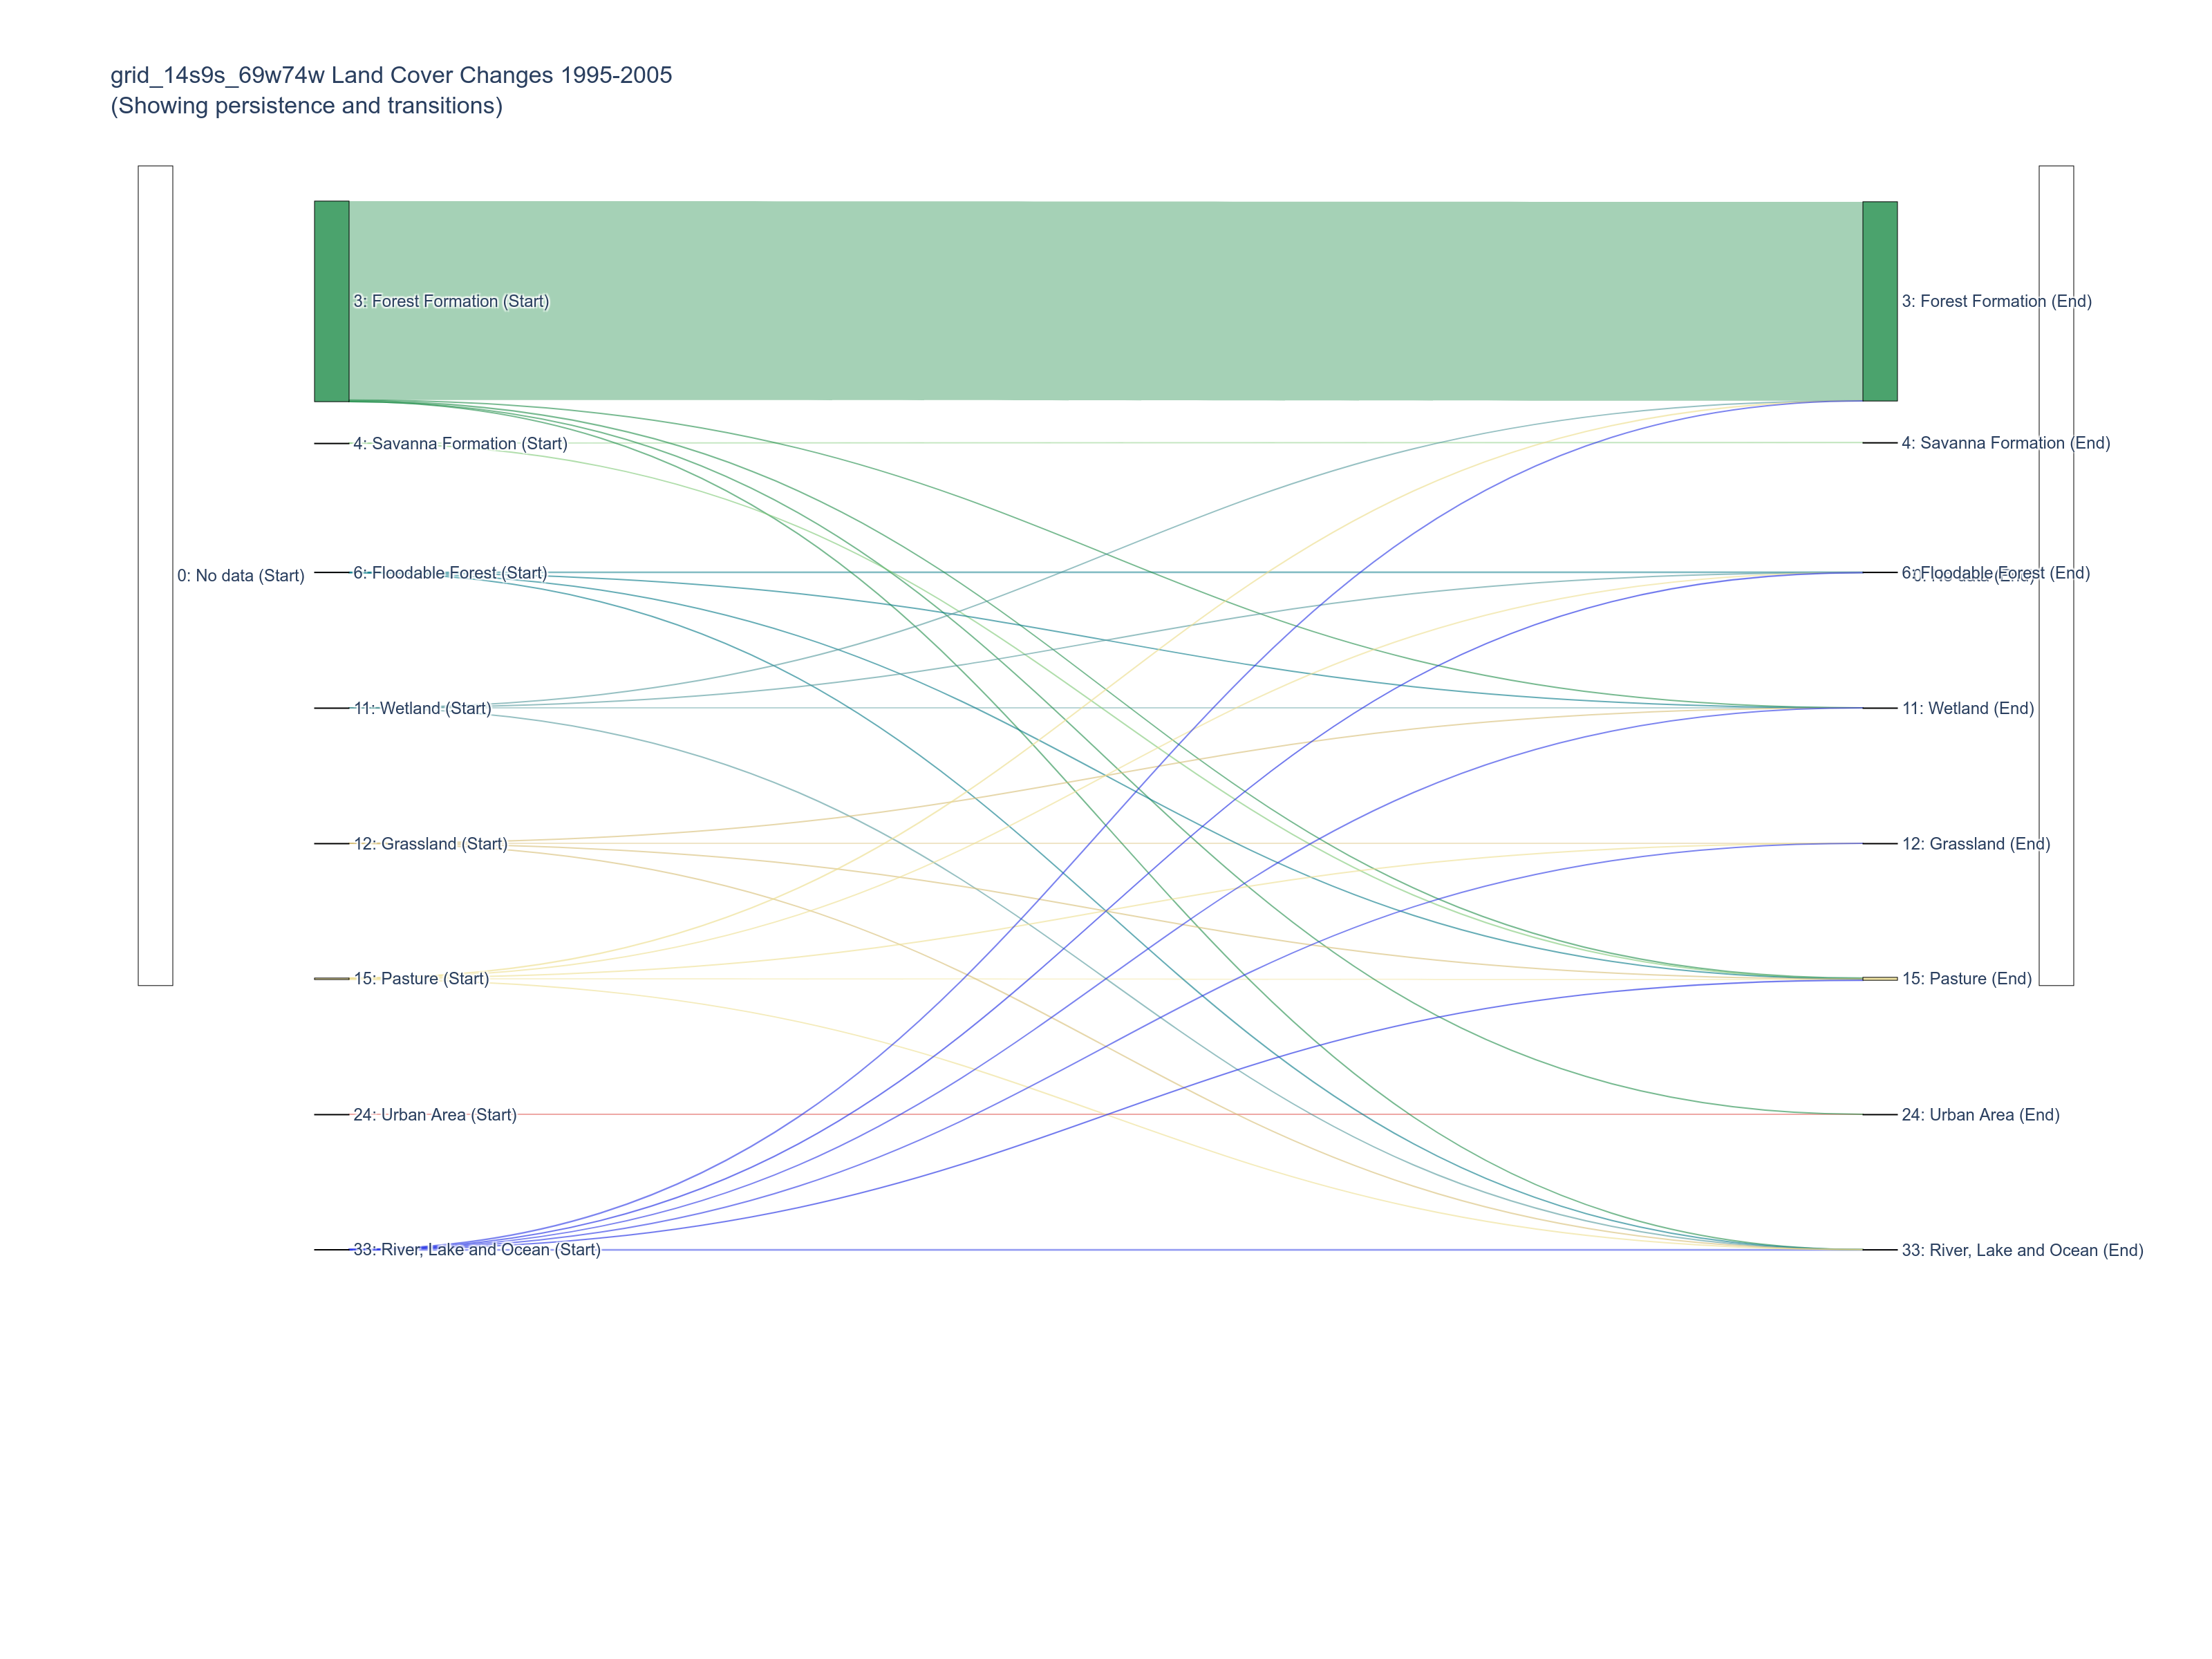 grid_14s9s_69w74w Land Cover Changes 1995-2005
(Showing persistence and transitions)
3: Forest Formation (Start)
3: Forest Formation (End)
4: Savanna Formation (Start)
4: Savanna Formation (End)
0: No data (Start)
6: Floodable Forest (Start)
6: Floodable Forest (End)
11: Wetland (Start)
11: Wetland (End)
12: Grassland (Start)
12: Grassland (End)
15: Pasture (Start)
15: Pasture (End)
24: Urban Area (Start)
24: Urban Area (End)
33: River, Lake and Ocean (Start)
33: River, Lake and Ocean (End)